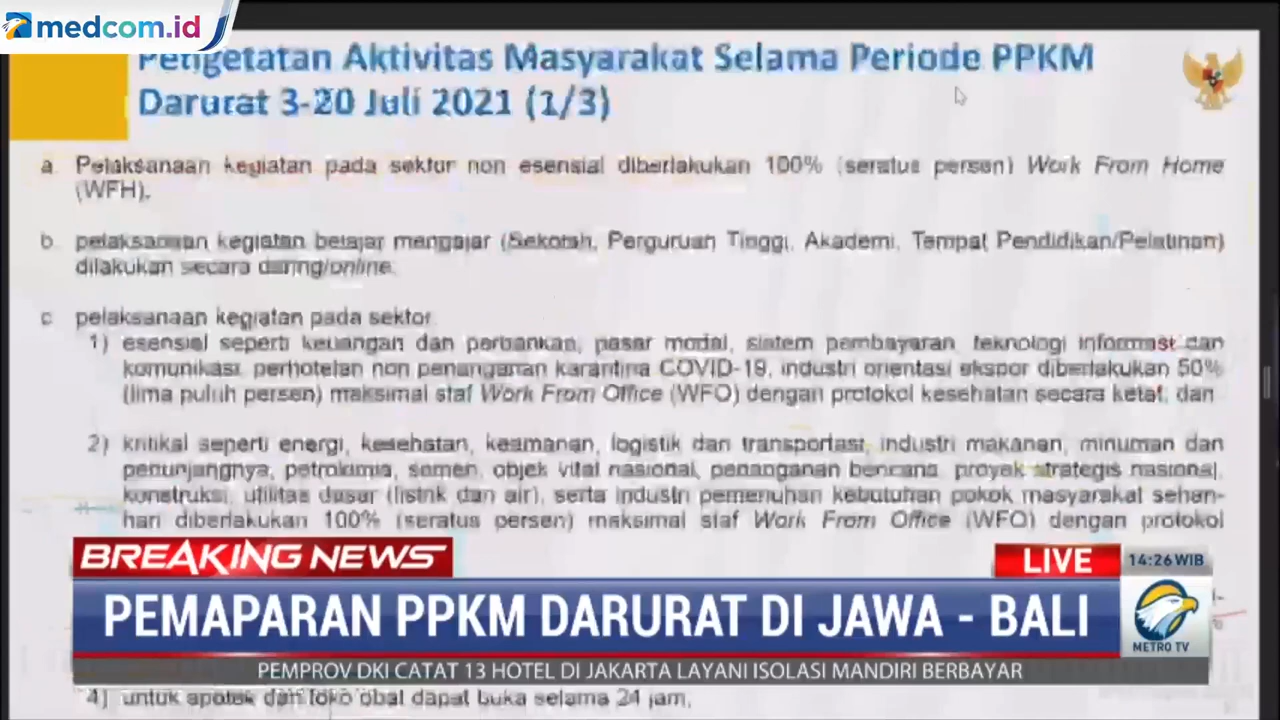 medcom.id
Pengetatan Aktivitas Masyarakat Selama Periode PPKM
Darurat 3-20 Juli 2021 (1/3)
a. Pelaksanaan kegiatan pada sektor non esensial diberlakukan 100% (seratus persen) Work From Home
(WFH).
b. pelaksanaan kegiatan belajar mengajar (Sekolah, Perguruan Tinggi, Akademi, Tempat Pendidikan/Pelatihan)
dilakukan secara daring/online.
c. pelaksanaan kegiatan pada sektor
1) esensial seperti keuangan dan perbankan, pasar modal, sistem pembayaran, teknologi informasi dan
komunikasi, perhotelan non penanganan karantina COVID-19, industri orientasi ekspor diberlakukan 50%
(lima puluh persen) maksimal staf Work From Office (WFO) dengan protokol kesehatan secara ketat, dan
2) kritikal seperti energi, kesehatan, keamanan, logistik dan transportasi, industri makanan, minuman dan
penunjangnya, petrokimia, semen, objek vital nasional, penanganan bencana, proyek strategis nasional,
konstruksi, utilitas dasar (listrik dan air), serta industri pemenuhan kebutuhan pokok masyarakat sehari-
hari diberlakukan 100% (seratus persen) maksimal staf Work From Office (WFO) dengan protokol
BREAKING NEWS
LIVE
14:26 WIB
PEMAPARAN PPKM DARURAT DI JAWA - BALI
METRO TV
PEMPROV DKI CATAT 13 HOTEL DI JAKARTA LAYANI ISOLASI MANDIRI BERBAYAR
4) untuk apotek dan toko obat dapat buka selama 24 jam.